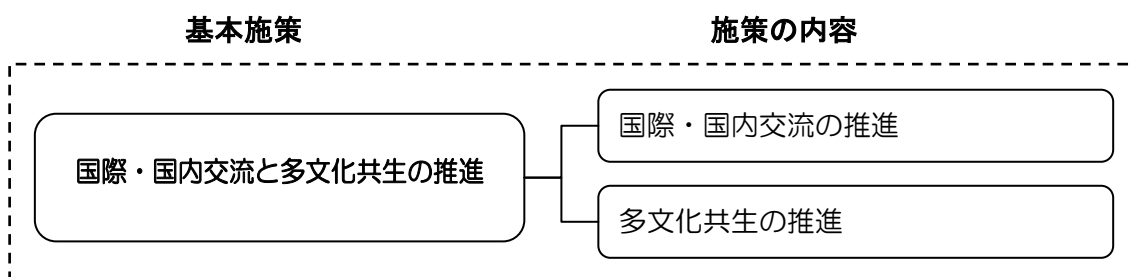 基本施策
施策の内容
国際・国内交流と多文化共生の推進
国際・国内交流の推進
多文化共生の推進